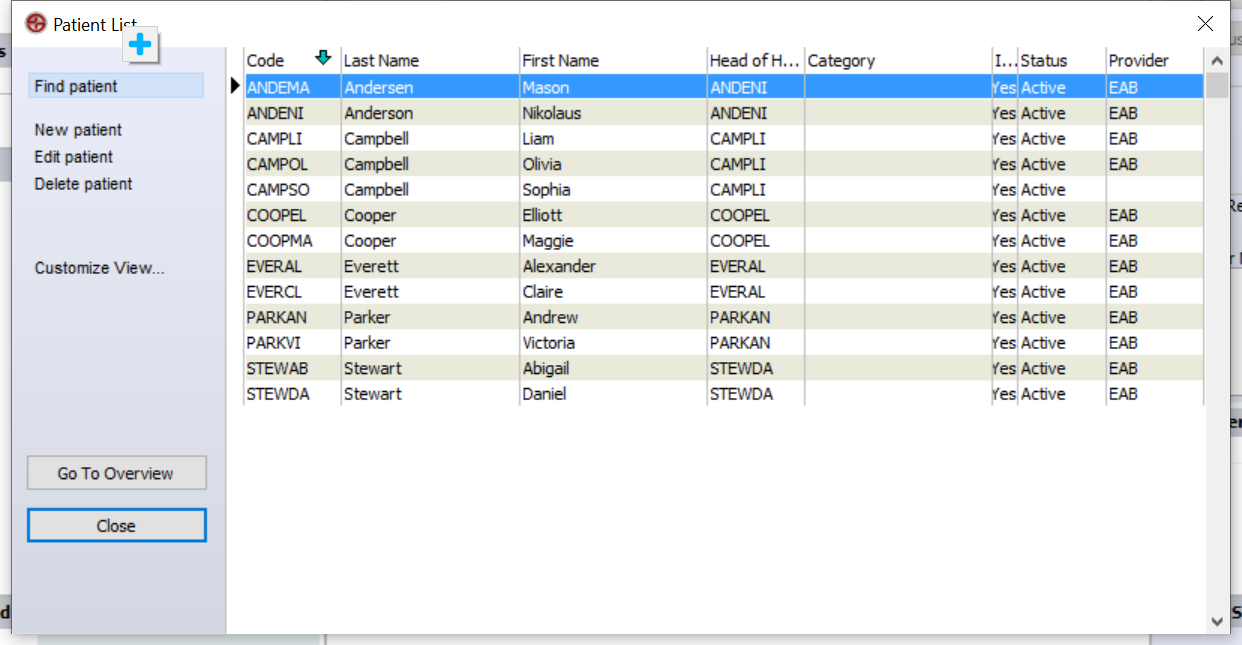 Patient List
Find patient
New patient
Edit patient
Delete patient
Customize View...
Go To Overview
Close
Code Last Name First Name Head of H... Category I... Status Provider
ANDEMA Andersen Mason ANDENI Yes Active EAB
ANDENI Anderson Nikolaus ANDENI Yes Active EAB
CAMPLI Campbell Liam CAMPLI Yes Active EAB
CAMPOL Campbell Olivia CAMPLI Yes Active EAB
CAMPSO Campbell Sophia CAMPLI Yes Active
COOPEL Cooper Elliott COOPEL Yes Active EAB
COOPMA Cooper Maggie COOPEL Yes Active EAB
EVERAL Everett Alexander EVERAL Yes Active EAB
EVERCL Everett Claire EVERAL Yes Active EAB
PARKAN Parker Andrew PARKAN Yes Active EAB
PARKVI Parker Victoria PARKAN Yes Active EAB
STEWAB Stewart Abigail STEWDA Yes Active EAB
STEWDA Stewart Daniel STEWDA Yes Active EAB